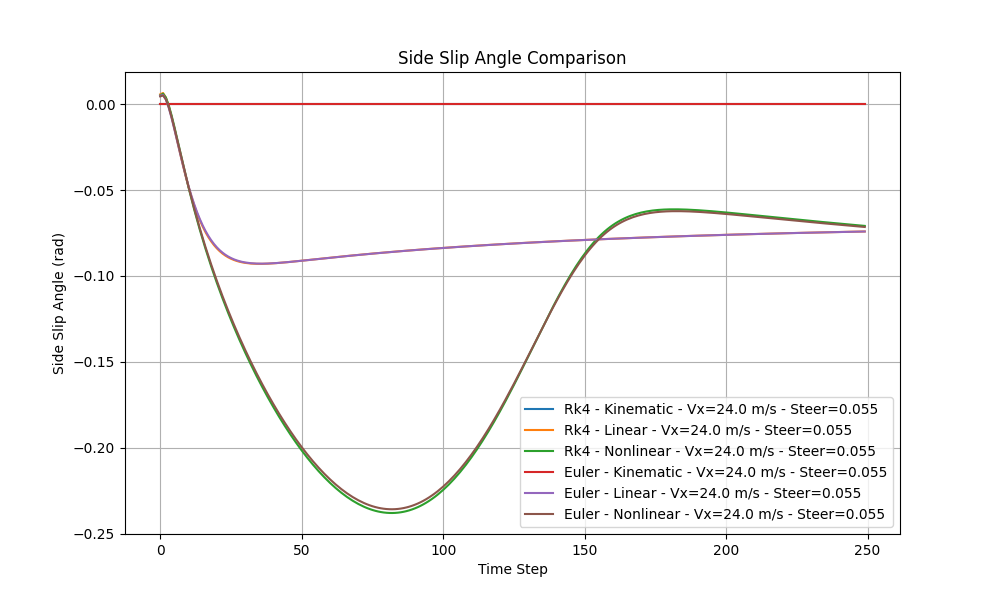 Side Slip Angle Comparison
Side Slip Angle (rad)
0.00
−0.05
−0.10
−0.15
−0.20
−0.25
0
50
100
150
200
250
Time Step
Rk4 - Kinematic - Vx=24.0 m/s - Steer=0.055
Rk4 - Linear - Vx=24.0 m/s - Steer=0.055
Rk4 - Nonlinear - Vx=24.0 m/s - Steer=0.055
Euler - Kinematic - Vx=24.0 m/s - Steer=0.055
Euler - Linear - Vx=24.0 m/s - Steer=0.055
Euler - Nonlinear - Vx=24.0 m/s - Steer=0.055